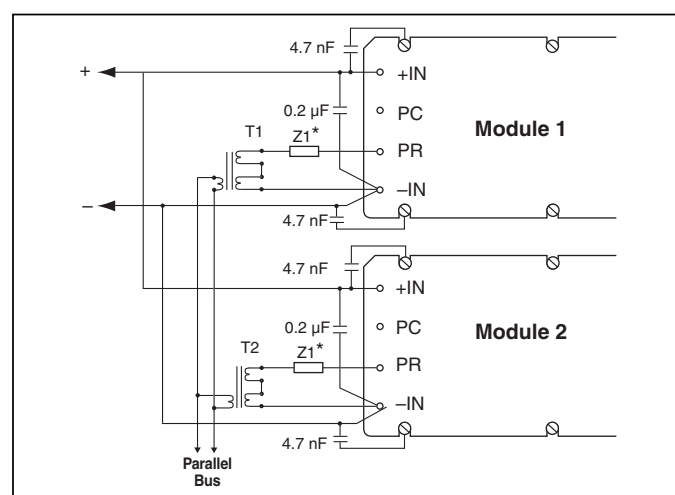 4.7 nF
+
+IN
0.2 µF
PC
T1
Z1*
Module 1
PR
–IN
–
4.7 nF
4.7 nF
+IN
0.2 µF
PC
T2
Z1*
Module 2
PR
–IN
4.7 nF
Parallel
Bus